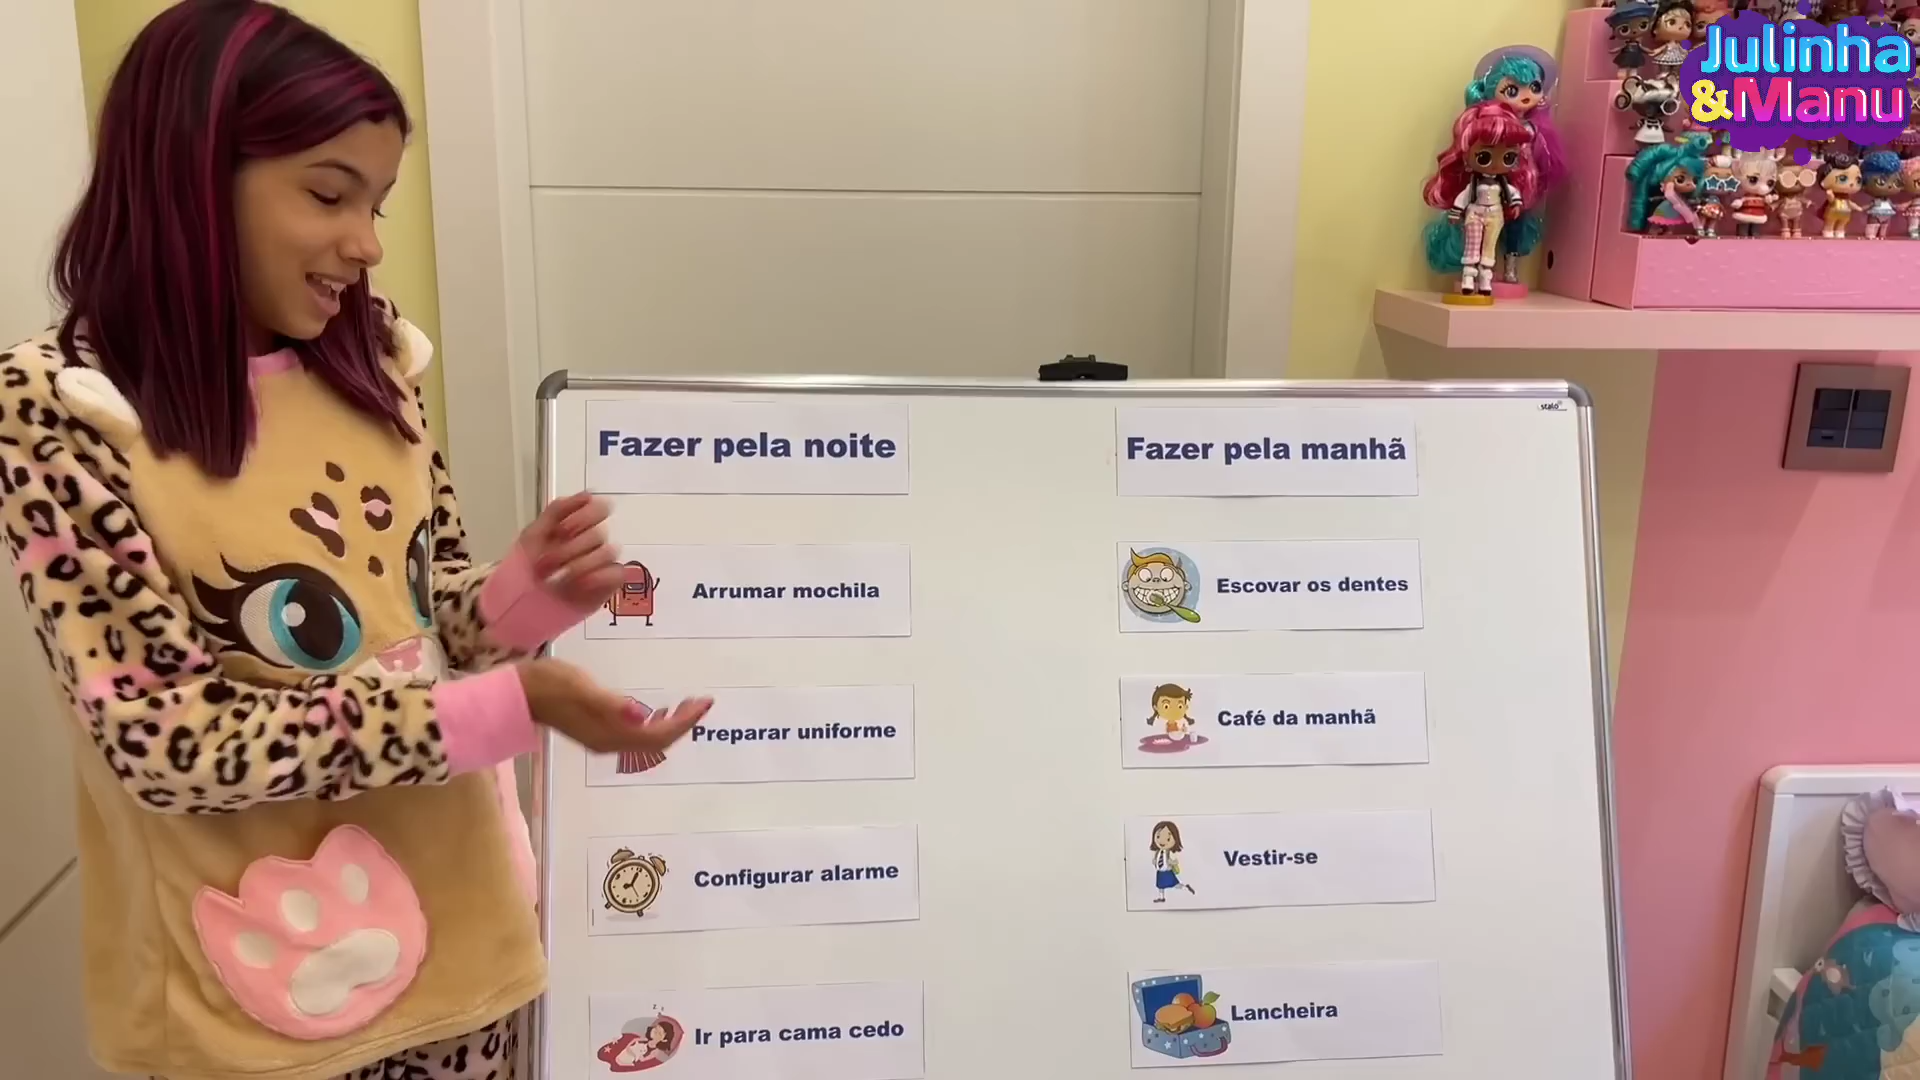 Julinha
&Manu
stalo
Fazer pela noite
Arrumar mochila
Preparar uniforme
Configurar alarme
Ir para cama cedo
Fazer pela manhã
Escovar os dentes
Café da manhã
Vestir-se
Lancheira